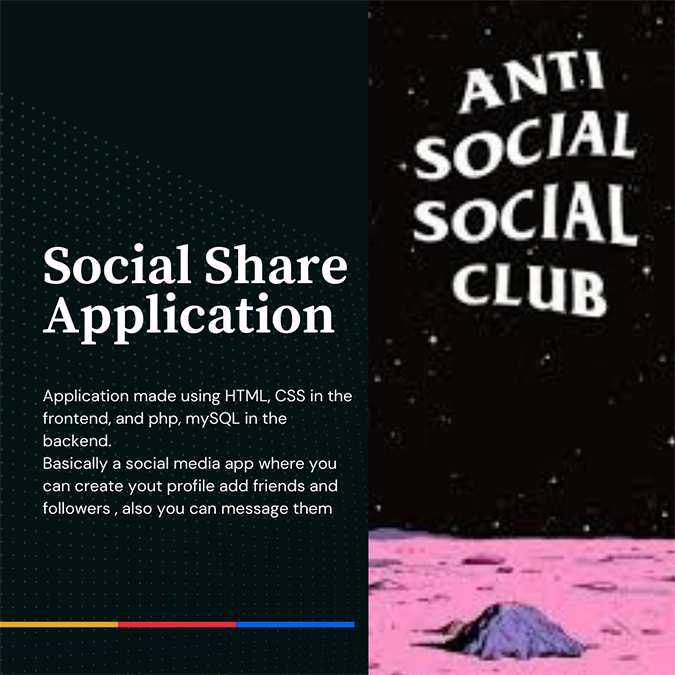 Social Share
Application
Application made using HTML, CSS in the
frontend, and php, mySQL in the
backend.
Basically a social media app where you
can create yout profile add friends and
followers , also you can message them
ANTI
SOCIAL
SOCIAL
CLUB